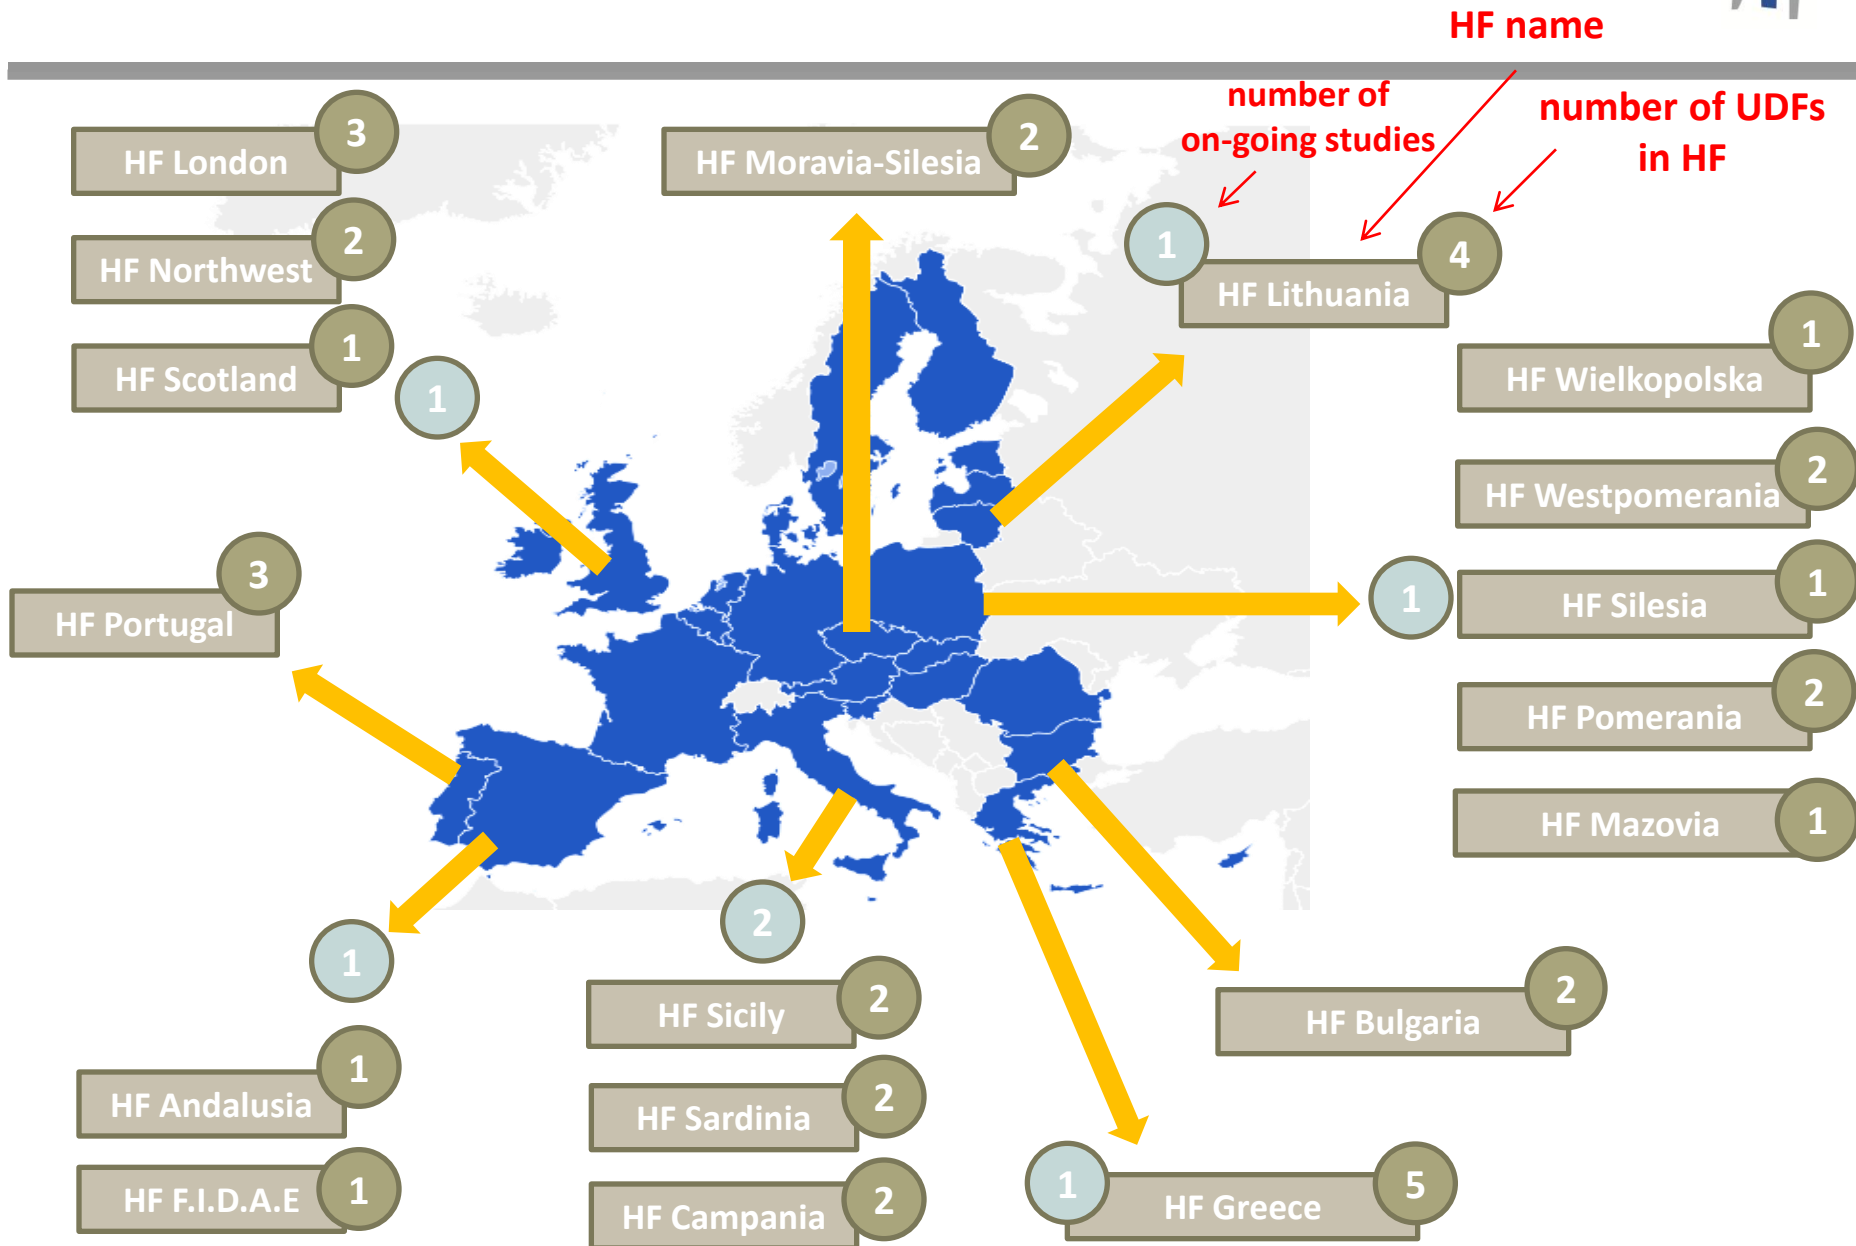 HF name
number of
on-going studies
number of UDFs
in HF
HF London
3
HF Northwest
2
HF Scotland
1
1
HF Moravia-Silesia
2
1
HF Lithuania
4
HF Wielkopolska
1
HF Westpomerania
2
1
HF Silesia
1
HF Pomerania
2
HF Mazovia
1
HF Portugal
3
1
HF Andalusia
1
HF F.I.D.A.E
1
2
HF Sicily
2
HF Sardinia
2
HF Campania
2
HF Bulgaria
2
1
HF Greece
5